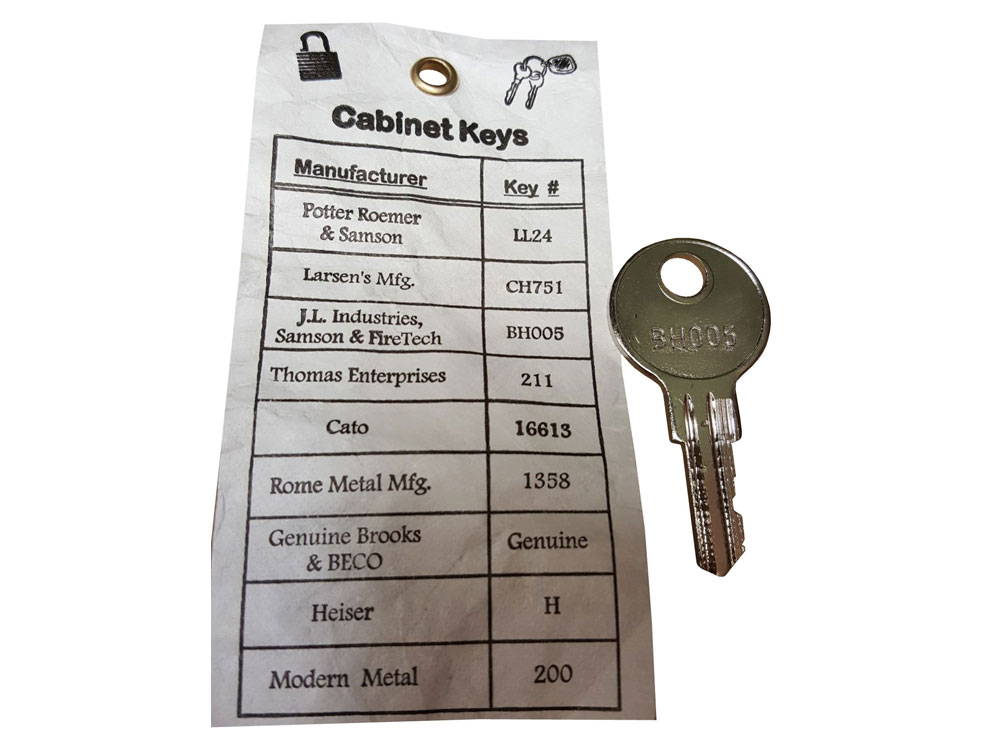 Cabinet Keys
Manufacturer Key #
Potter Roemer
& Samson LL24
Larsen's Mfg. CH751
J.L. Industries,
Samson & FireTech BH005
Thomas Enterprises 211
Cato 16613
Rome Metal Mfg. 1358
Genuine Brooks
& BECO Genuine
Heiser H
Modern Metal 200
BH005